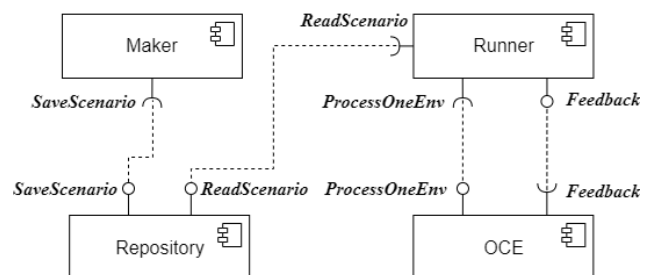 ReadScenario
Maker
Runner
SaveScenario
ProcessOneEnv
Feedback
SaveScenario
ReadScenario
ProcessOneEnv
Feedback
Repository
OCE